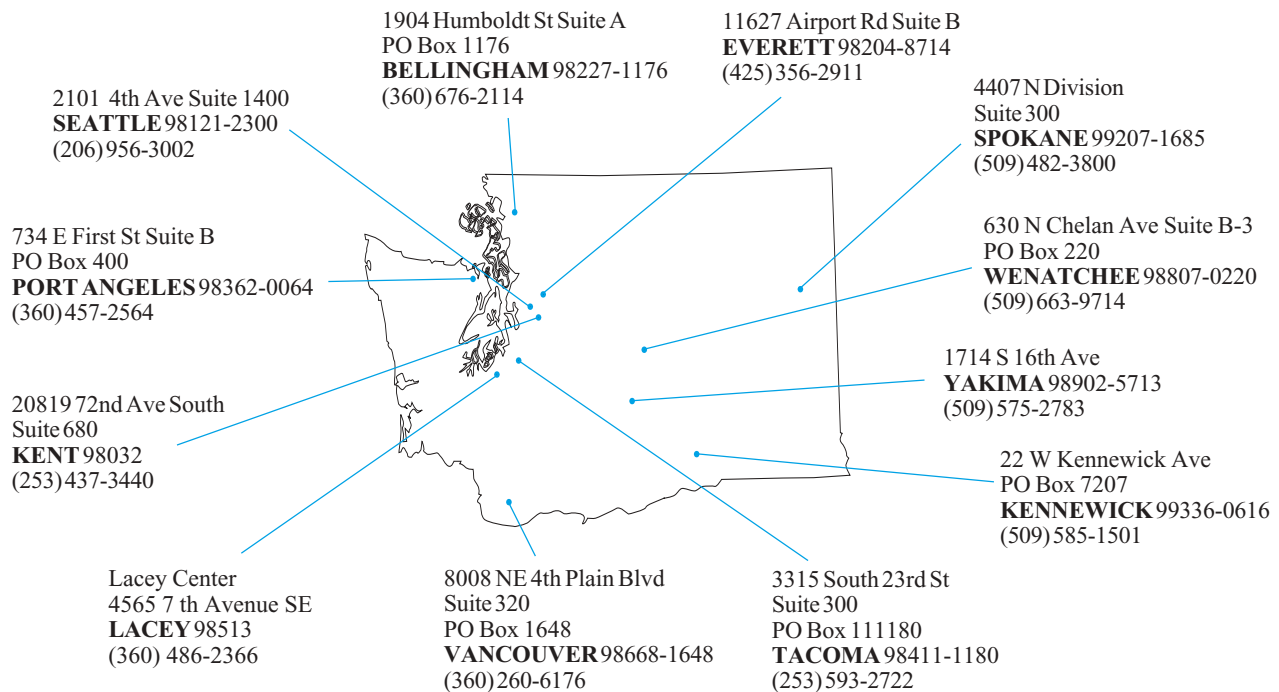 1904 Humboldt St Suite A
PO Box 1176
BELLINGHAM 98227-1176
(360) 676-2114
11627 Airport Rd Suite B
EVERETT 98204-8714
(425) 356-2911
2101 4th Ave Suite 1400
SEATTLE 98121-2300
(206) 956-3002
4407 N Division
Suite 300
SPOKANE 99207-1685
(509) 482-3800
734 E First St Suite B
PO Box 400
PORT ANGELES 98362-0064
(360) 457-2564
630 N Chelan Ave Suite B-3
PO Box 220
WENATCHEE 98807-0220
(509) 663-9714
1714 S 16th Ave
YAKIMA 98902-5713
(509) 575-2783
20819 72nd Ave South
Suite 680
KENT 98032
(253) 437-3440
22 W Kennewick Ave
PO Box 7207
KENNEWICK 99336-0616
(509) 585-1501
Lacey Center
4565 7 th Avenue SE
LACEY 98513
(360) 486-2366
8008 NE 4th Plain Blvd
Suite 320
PO Box 1648
VANCOUVER 98668-1648
(360) 260-6176
3315 South 23rd St
Suite 300
PO Box 111180
TACOMA 98411-1180
(253) 593-2722